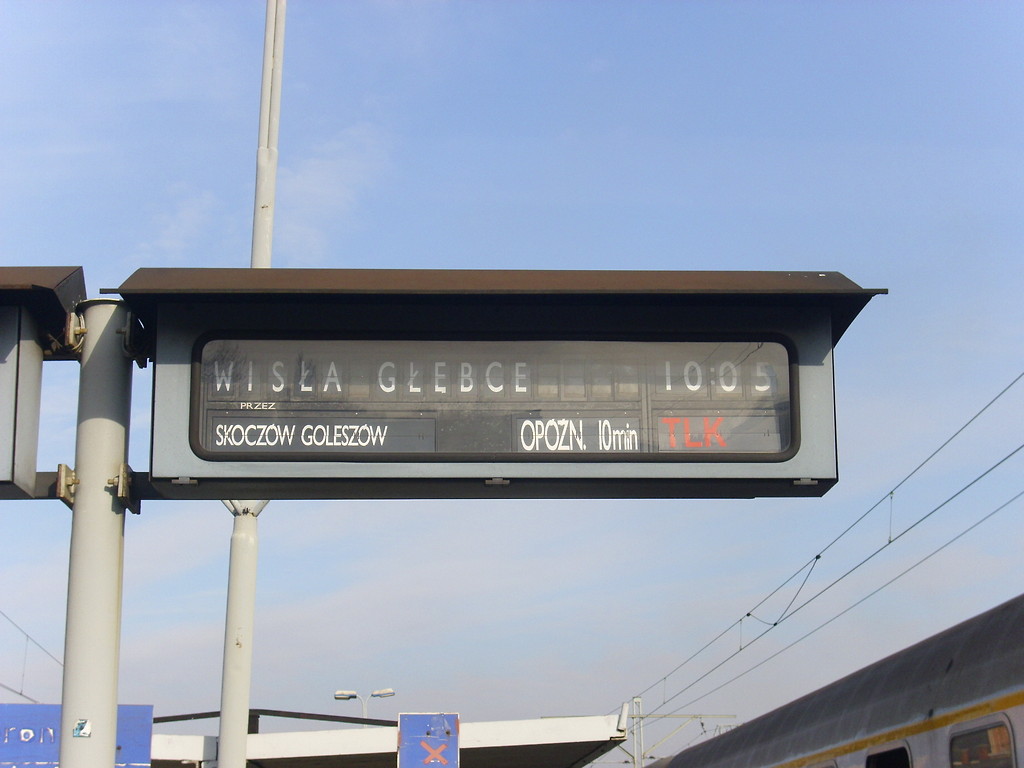 WISŁA GŁĘBCE 10:05
PRZEZ
SKOCZÓW GOLESZÓW OPÓŹN. 10min TLK